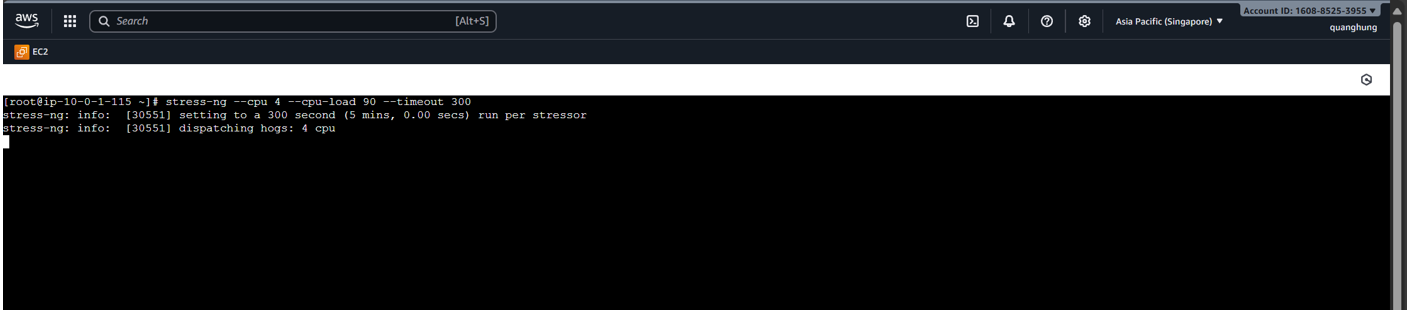 aws
Search
[Alt+S]
Asia Pacific (Singapore) ▼
Account ID: 1608-8525-3955 ▼
quanghung
EC2
[root@ip-10-0-1-115 ~]# stress-ng --cpu 4 --cpu-load 90 --timeout 300
stress-ng: info:  [30551] setting to a 300 second (5 mins, 0.00 secs) run per stressor
stress-ng: info:  [30551] dispatching hogs: 4 cpu